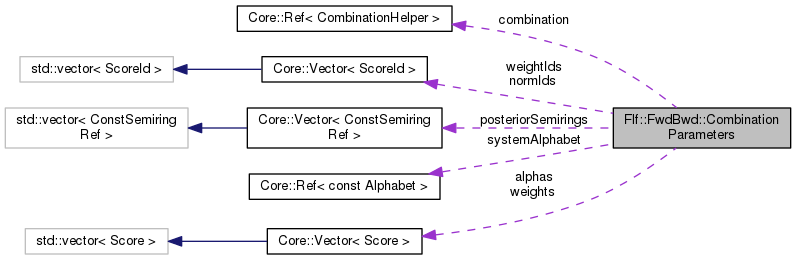 Core::Ref< CombinationHelper >
combination
std::vector< ScoreId >
Core::Vector< ScoreId >
weightIds
normIds
std::vector< ConstSemiring
Ref >
Core::Vector< ConstSemiring
Ref >
posteriorSemirings
Flf::FwdBwd::Combination
Parameters
systemAlphabet
Core::Ref< const Alphabet >
alphas
weights
std::vector< Score >
Core::Vector< Score >